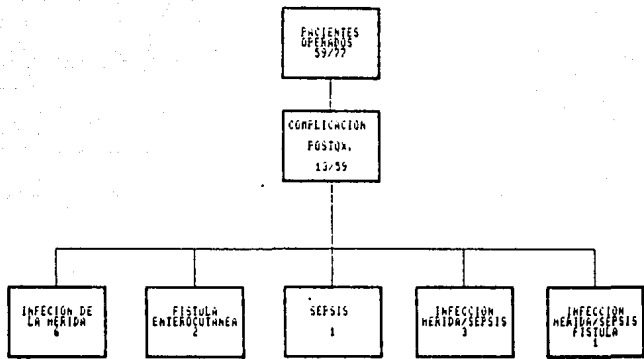 PACIENTES
OPERADOS
59/77
COMPLICACION
POSTQX.
13/59
INFECION DE
LA HERIDA
6
FISTULA
ENTEROCUTANEA
2
SEPSIS
1
INFECCION
HERIDA/SEPSIS
3
INFECCION
HERIDA/SEPSIS
FISTULA
1